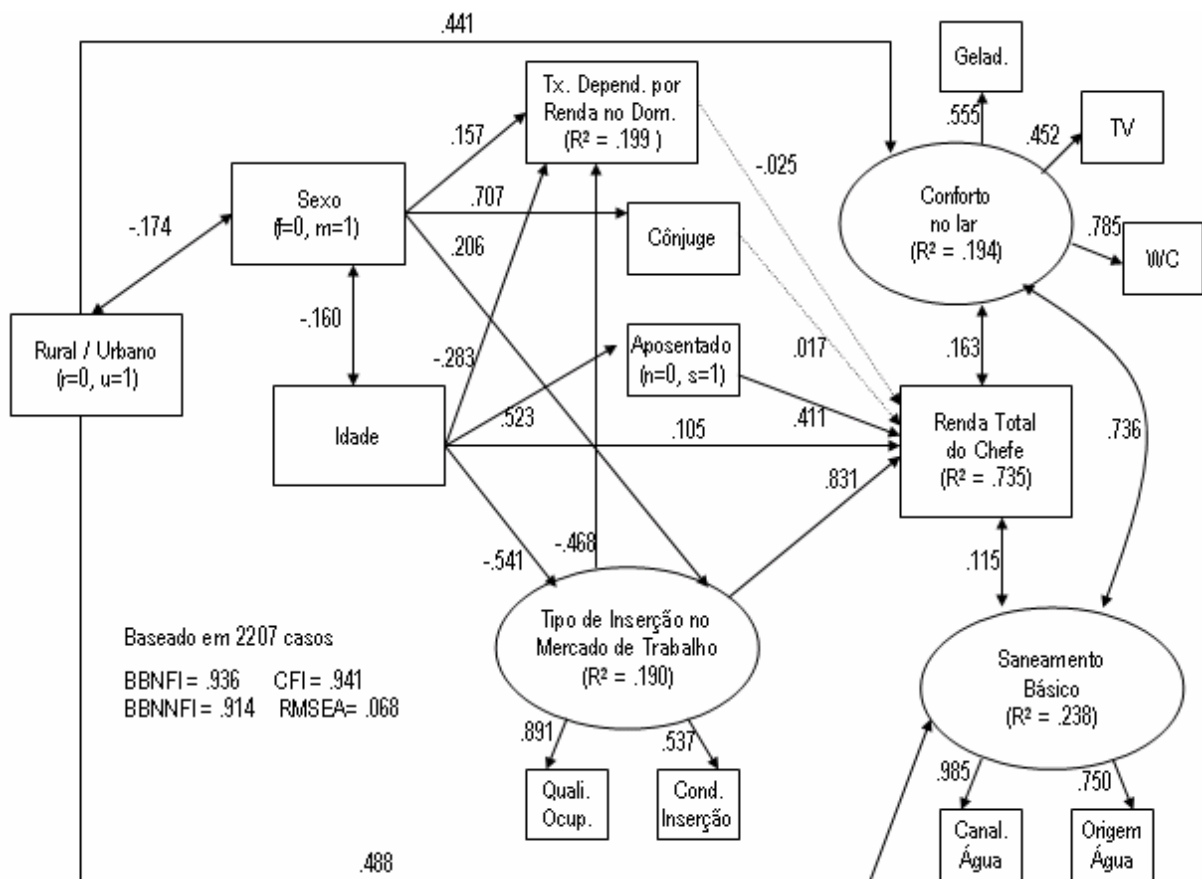 .441
Gelad.
Tx. Depend. por
Renda no Dom.
(R² = .199 )
.555
.452
TV
.157
-.025
Sexo
(f=0, m=1)
.707
Conforto
no lar
(R² = .194)
-.174
.206
Cônjuge
.785
WC
-.160
Rural / Urbano
(r=0, u=1)
-.283
Aposentado
(n=0, s=1)
.017
.163
Idade
.523
.411
.105
Renda Total
do Chefe
(R² = .735)
.736
.831
-.541
-.468
.115
Tipo de Inserção no
Mercado de Trabalho
(R² = .190)
Baseado em 2207 casos
BBNFI = .936 CFI = .941
BBNNFI = .914 RMSEA= .068
Saneamento
Básico
(R² = .238)
.891
.537
.985
.750
Quali.
Ocup.
Cond.
Inserção
Canal.
Água
Origem
Água
.488